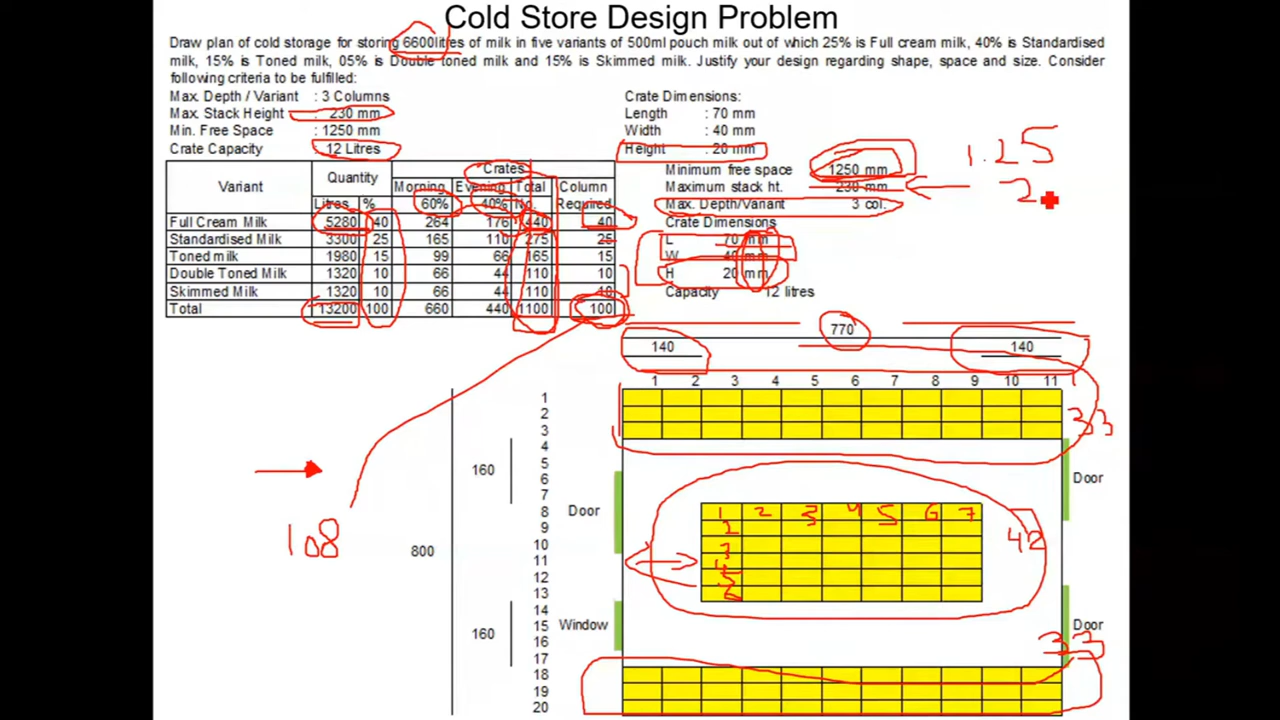 Cold Store Design Problem
Draw plan of cold storage for storing 6600litres of milk in five variants of 500ml pouch milk out of which 25% is Full cream milk, 40% is Standardised
milk, 15% is Toned milk, 05% is Double toned milk and 15% is Skimmed milk. Justify your design regarding shape, space and size. Consider
following criteria to be fulfilled:
Max. Depth / Variant : 3 Columns
Max. Stack Height : 230 mm
Min. Free Space : 1250 mm
Crate Capacity : 12 Litres
Crate Dimensions:
Length : 70 mm
Width : 40 mm
Height : 20 mm
Variant Quantity Crates Column Required
Morning Evening Total
Litres % 60% 40% No.
Full Cream Milk 5280 40 264 176 440 40
Standardised Milk 3300 25 165 110 275 25
Toned milk 1980 15 99 66 165 15
Double Toned Milk 1320 10 66 44 110 10
Skimmed Milk 1320 10 66 44 110 10
Total 13200 100 660 440 1100 100
Minimum free space 1250 mm
Maximum stack ht. 230 mm
Max. Depth/Variant 3 col.
Crate Dimensions
L 70 mm
W 40 mm
H 20 mm
Capacity 12 litres
1.25
2
770
140 140
1 2 3 4 5 6 7 8 9 10 11
1
2
3
33
4
5
160
6
7
Door
8
Door
1 2 3 4 5 6 7
9
2
10
3
42
11
4
800
12
5
13
6
14
15
Window
Door
160
16
33
17
18
19
20
108